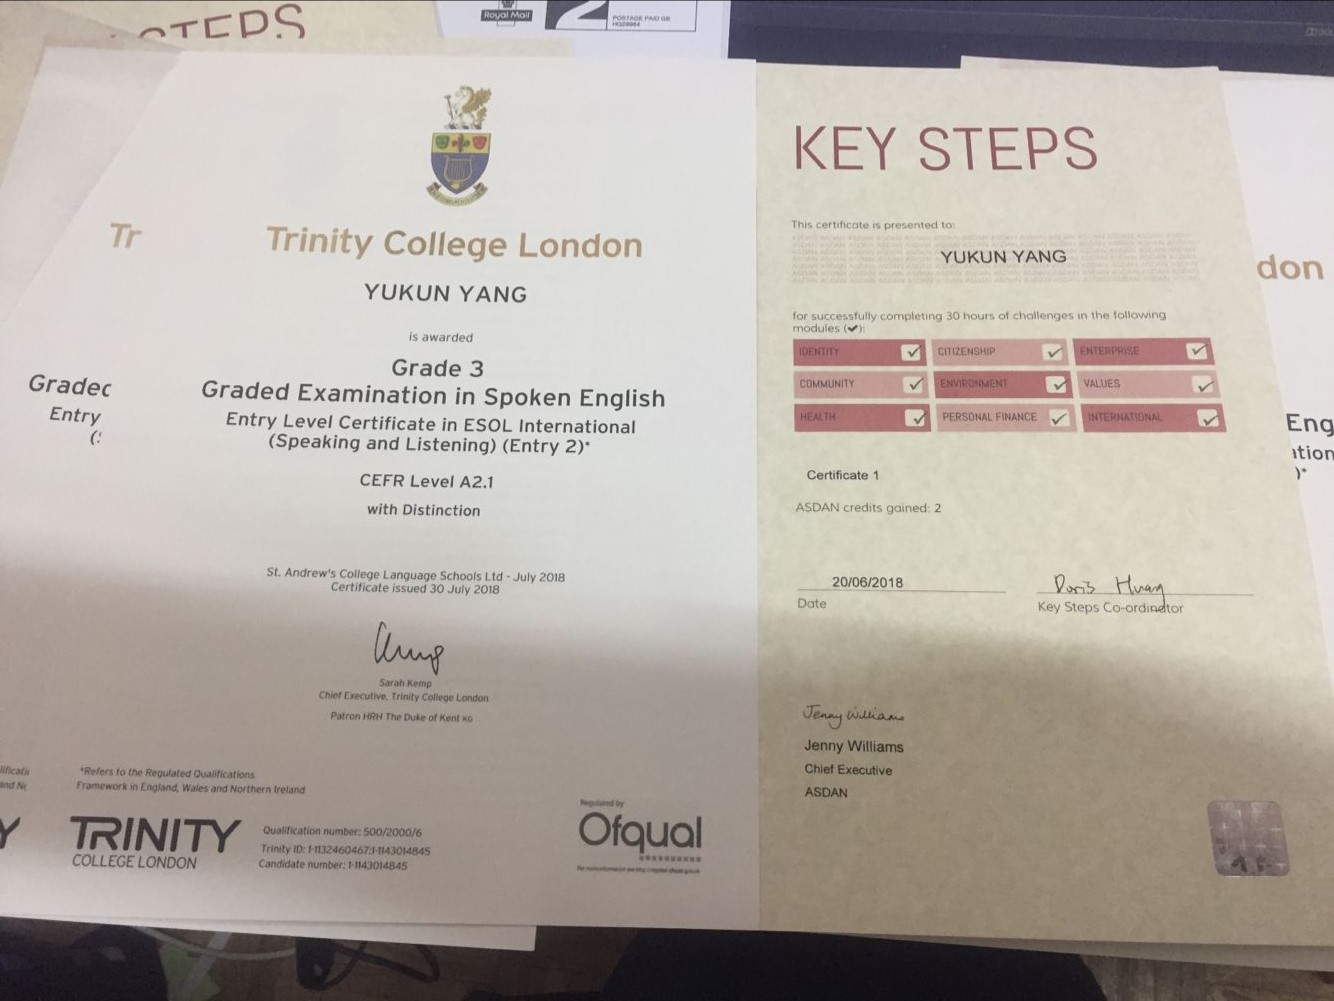 STEPS
Royal Mail
2
POSTAGE PAID GB
HQ28984
Tr
Graded
Entry
Trinity College London
YUKUN YANG
is awarded
Grade 3
Graded Examination in Spoken English
Entry Level Certificate in ESOL International
(Speaking and Listening) (Entry 2)*
CEFR Level A2.1
with Distinction
St. Andrew's College Language Schools Ltd - July 2018
Certificate issued 30 July 2018
Sarah Kemp
Chief Executive, Trinity College London
Patron HRH The Duke of Kent KG
*Refers to the Regulated Qualifications
Framework in England, Wales and Northern Ireland
TRINITY
COLLEGE LONDON
Qualification number: 500/2000/6
Trinity ID: 1-1132460467:1-1143014845
Candidate number: 1-1143014845
Regulated by
Ofqual
KEY STEPS
This certificate is presented to:
YUKUN YANG
for successfully completing 30 hours of challenges in the following
modules (✔):
IDENTITY ✓ CITIZENSHIP ✓ ENTERPRISE ✓
COMMUNITY ✓ ENVIRONMENT ✓ VALUES ✓
HEALTH ✓ PERSONAL FINANCE ✓ INTERNATIONAL ✓
Certificate 1
ASDAN credits gained: 2
20/06/2018
Date
Doris Huang
Key Steps Co-ordinator
Jenny Williams
Jenny Williams
Chief Executive
ASDAN
don
Eng
ation
)*